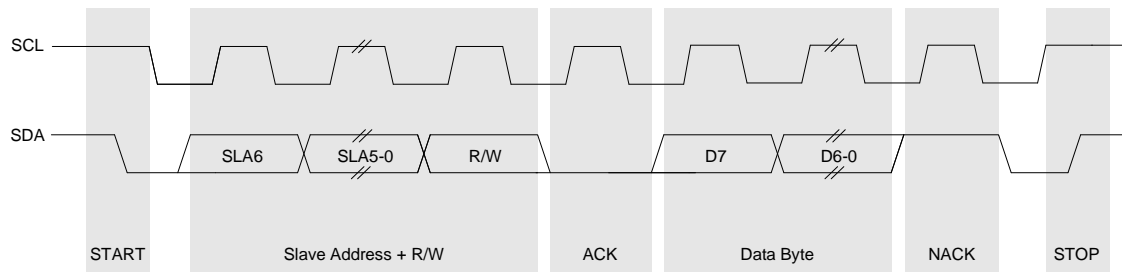 SCL
SDA
SLA6
SLA5-0
R/W
D7
D6-0
START
Slave Address + R/W
ACK
Data Byte
NACK
STOP